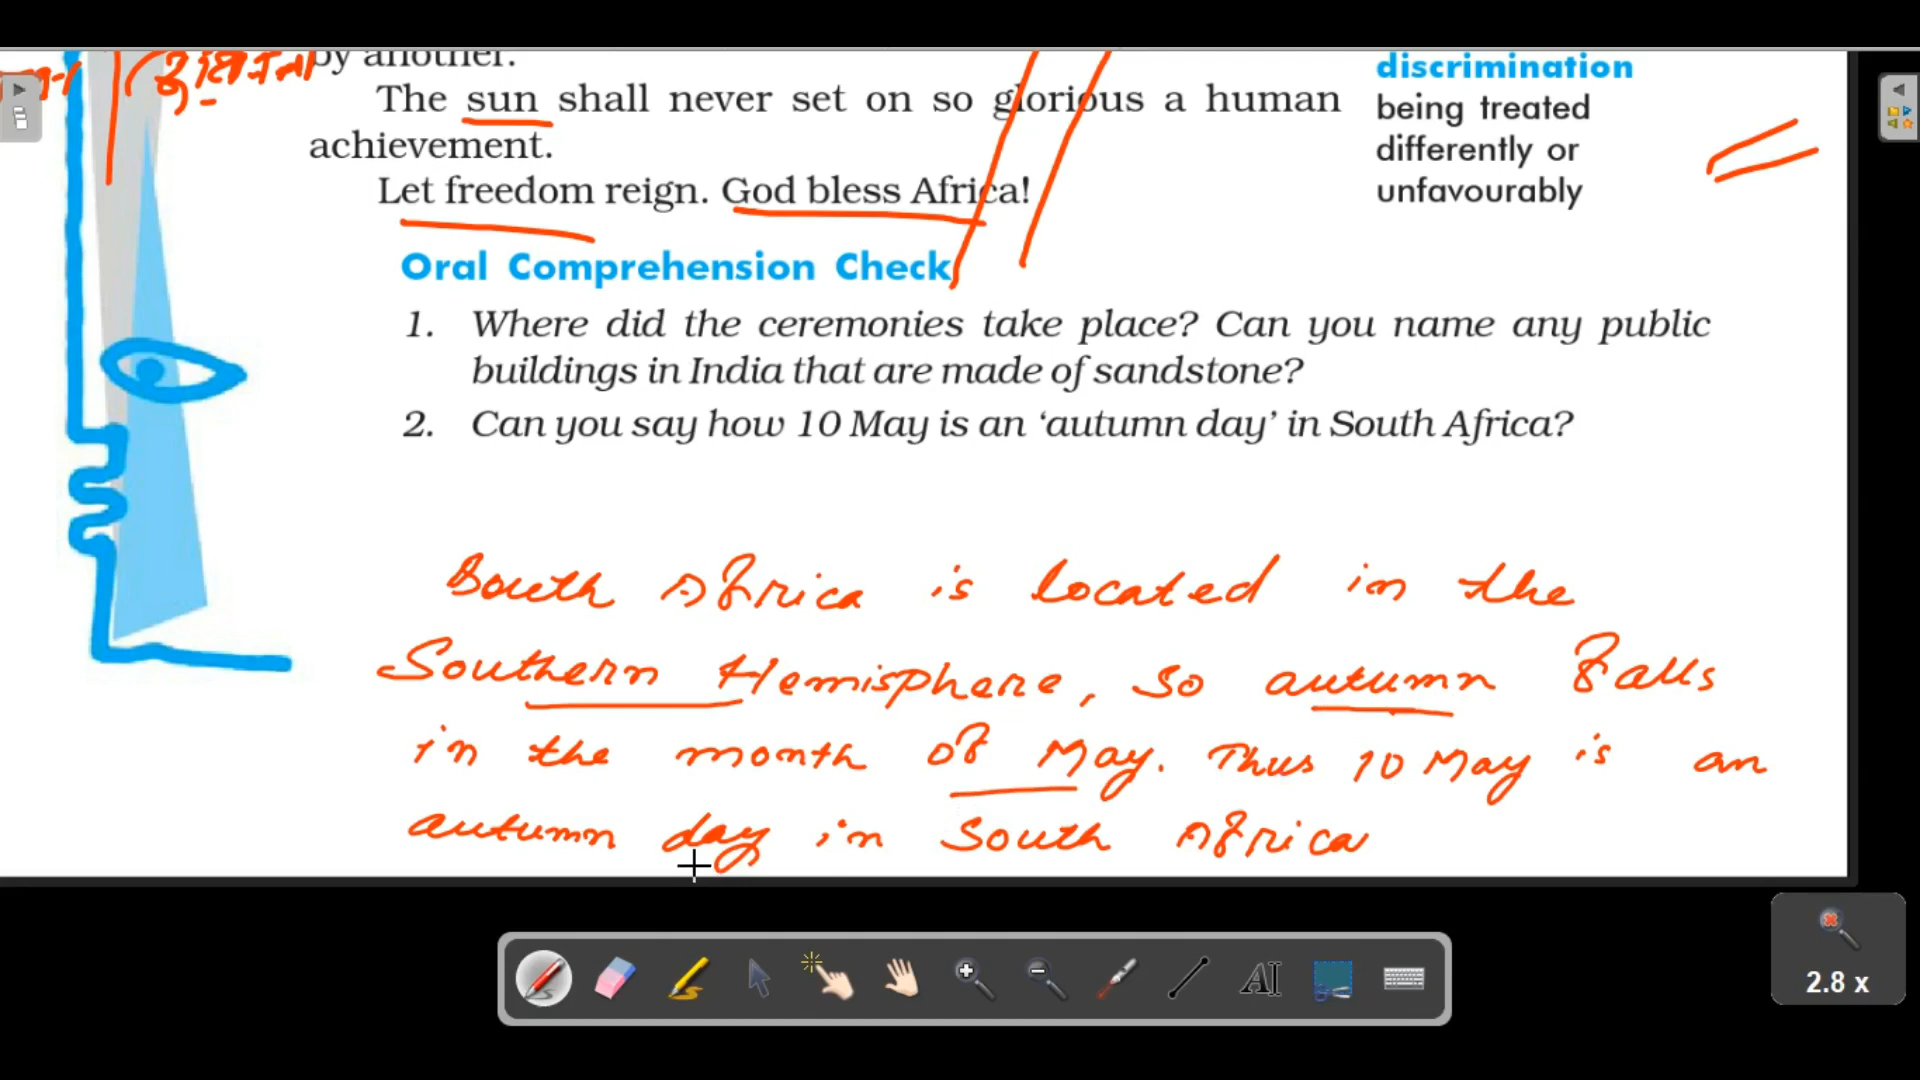 by another.
The sun shall never set on so glorious a human
achievement.
Let freedom reign. God bless Africa!
discrimination
being treated
differently or
unfavourably
Oral Comprehension Check
1. Where did the ceremonies take place? Can you name any public
buildings in India that are made of sandstone?
2. Can you say how 10 May is an ‘autumn day’ in South Africa?
South Africa is located in the
Southern Hemisphere, so autumn falls
in the month of May. Thus 10 May is an
autumn day in South Africa
AI
2.8 x